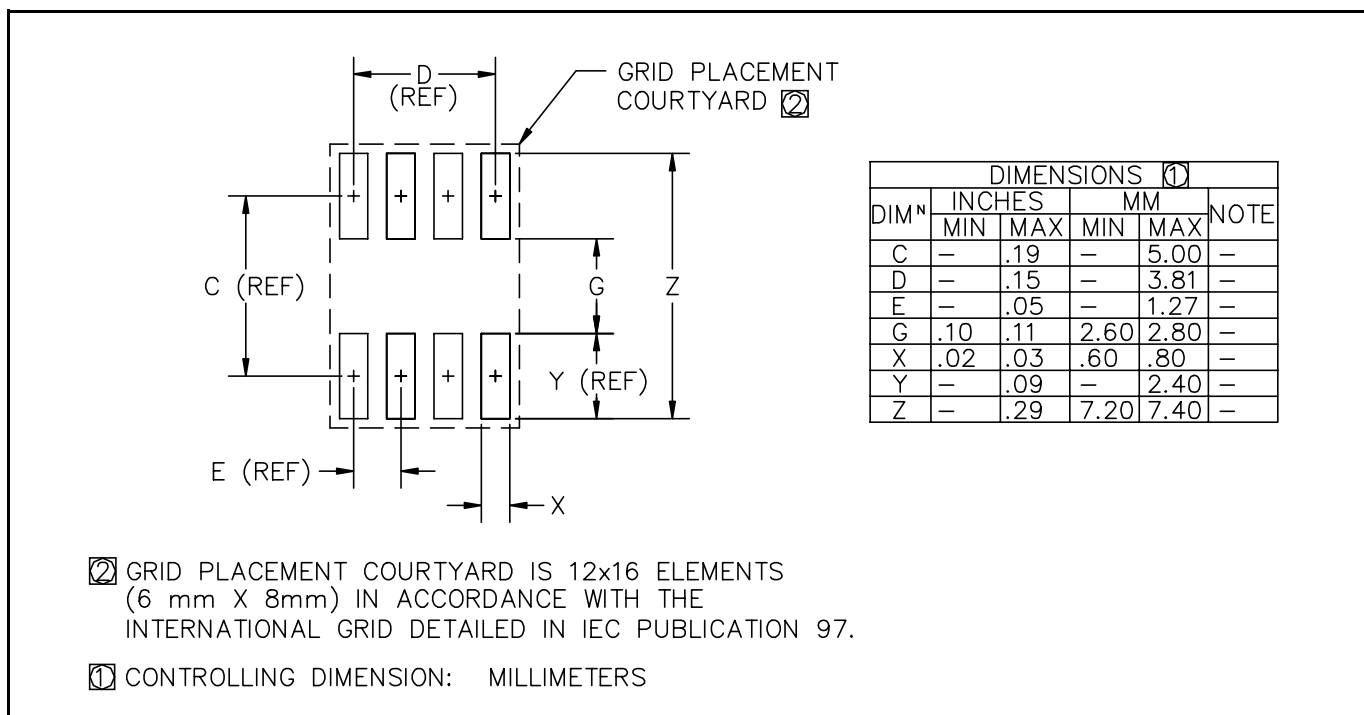 D
(REF)
GRID PLACEMENT
COURTYARD 2
C (REF)
G
Z
Y (REF)
E (REF)
X
DIMENSIONS 1
DIMᴺ INCHES MM NOTE
MIN MAX MIN MAX
C – .19 – 5.00 –
D – .15 – 3.81 –
E – .05 – 1.27 –
G .10 .11 2.60 2.80 –
X .02 .03 .60 .80 –
Y – .09 – 2.40 –
Z – .29 7.20 7.40 –
2 GRID PLACEMENT COURTYARD IS 12x16 ELEMENTS
(6 mm X 8mm) IN ACCORDANCE WITH THE
INTERNATIONAL GRID DETAILED IN IEC PUBLICATION 97.
1 CONTROLLING DIMENSION: MILLIMETERS